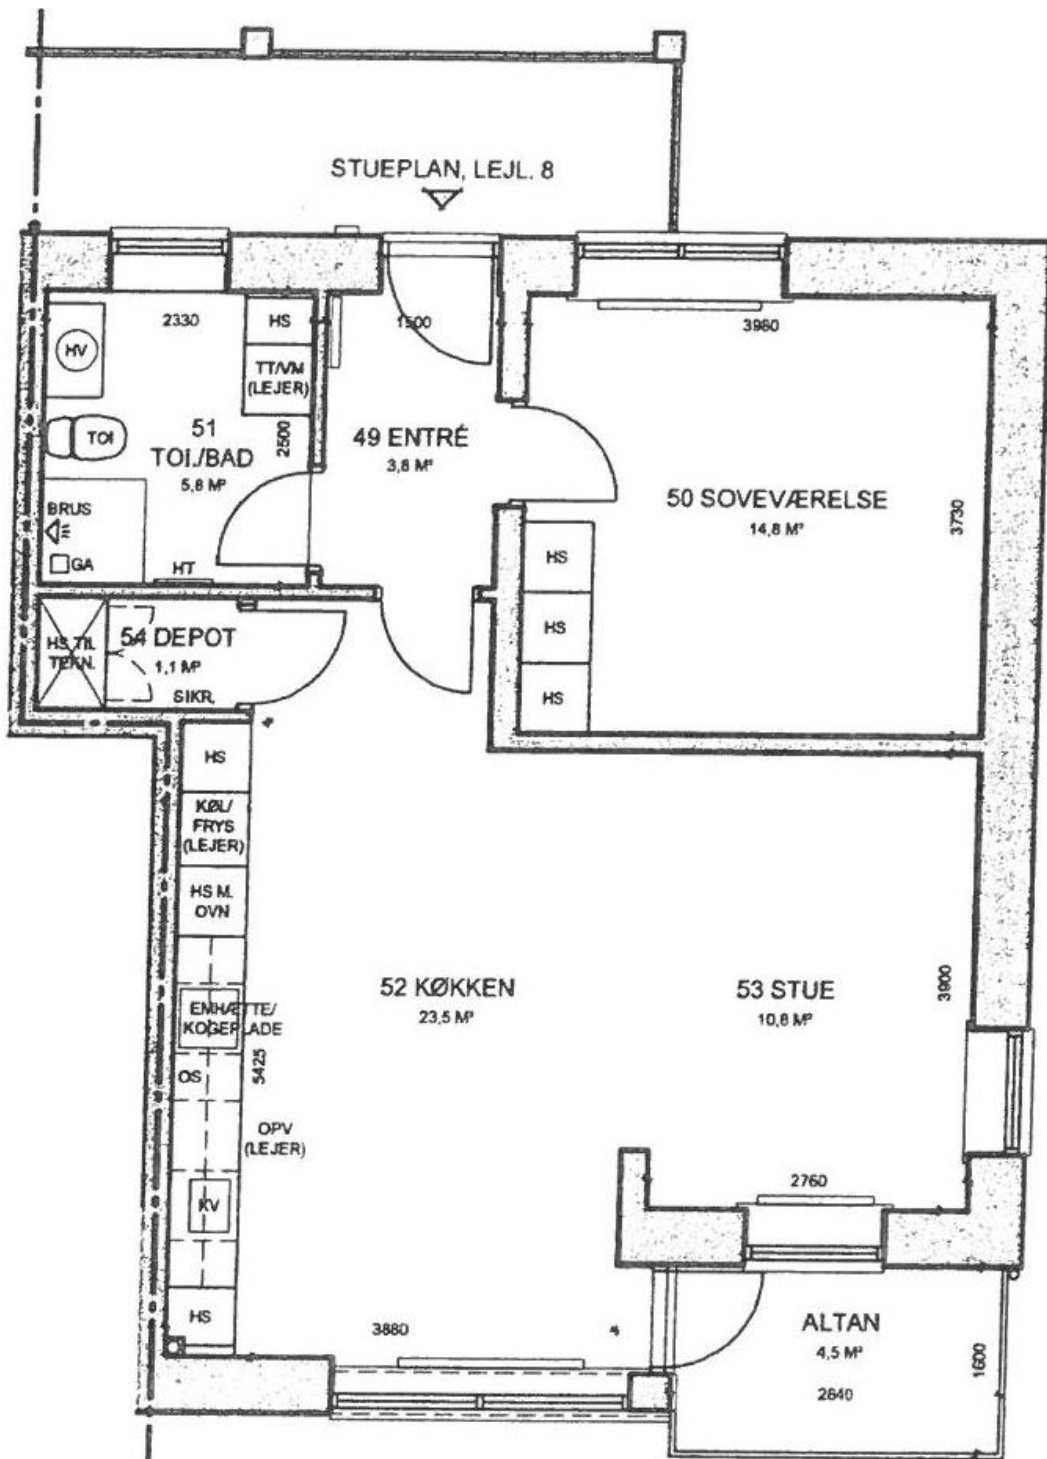 STUEPLAN, LEJL. 8
2330
HS
1500
3980
HV
TT/VM
(LEJER)
51
TOI./BAD
5,8 M²
TOI
2500
49 ENTRÉ
3,8 M²
50 SOVEVÆRELSE
14,8 M²
3730
BRUS
GA
HT
HS
HS
HS
HS TIL
TEKN.
54 DEPOT
1,1 M²
SIKR.
HS
KØL/
FRYS
(LEJER)
HS M.
OVN
52 KØKKEN
23,5 M²
53 STUE
10,8 M²
3900
EMHÆTTE/
KOGEPLADE
5425
OS
OPV
(LEJER)
KV
2760
HS
3880
ALTAN
4,5 M²
1600
2640